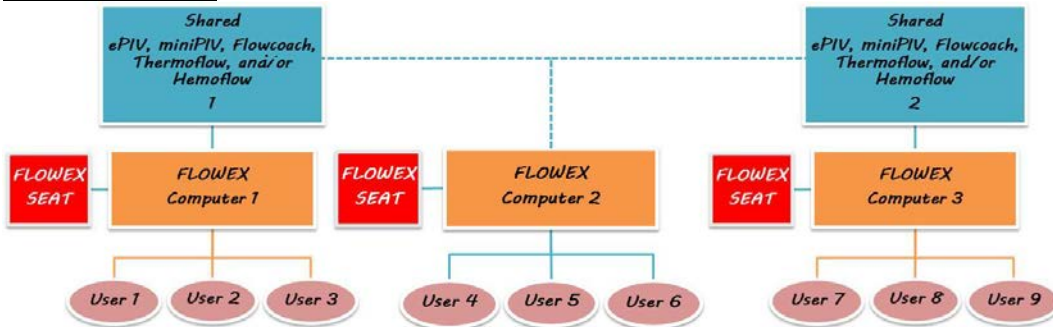 Shared
ePIV, miniPIV, Flowcoach,
Thermoflow, and/or
Hemoflow
1
Shared
ePIV, miniPIV, Flowcoach,
Thermoflow, and/or
Hemoflow
2
FLOWEX
SEAT
FLOWEX
Computer 1
FLOWEX
SEAT
FLOWEX
Computer 2
FLOWEX
SEAT
FLOWEX
Computer 3
User 1
User 2
User 3
User 4
User 5
User 6
User 7
User 8
User 9